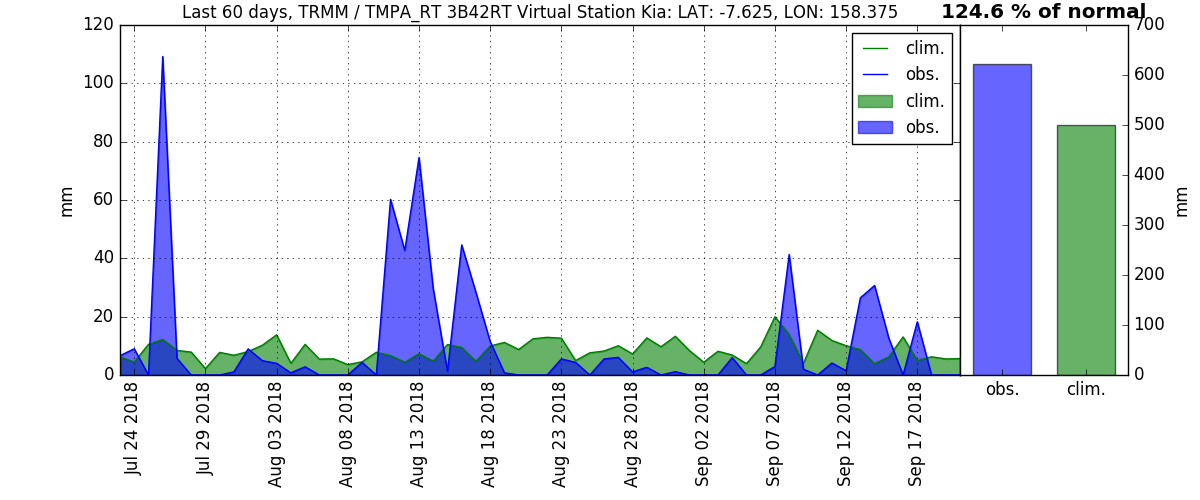 Last 60 days, TRMM / TMPA_RT 3B42RT Virtual Station Kia: LAT: -7.625, LON: 158.375
124.6 % of normal
120
100
80
60
40
20
0
mm
clim.
obs.
clim.
obs.
700
600
500
400
300
200
100
0
mm
Jul 24 2018
Jul 29 2018
Aug 03 2018
Aug 08 2018
Aug 13 2018
Aug 18 2018
Aug 23 2018
Aug 28 2018
Sep 02 2018
Sep 07 2018
Sep 12 2018
Sep 17 2018
obs.
clim.